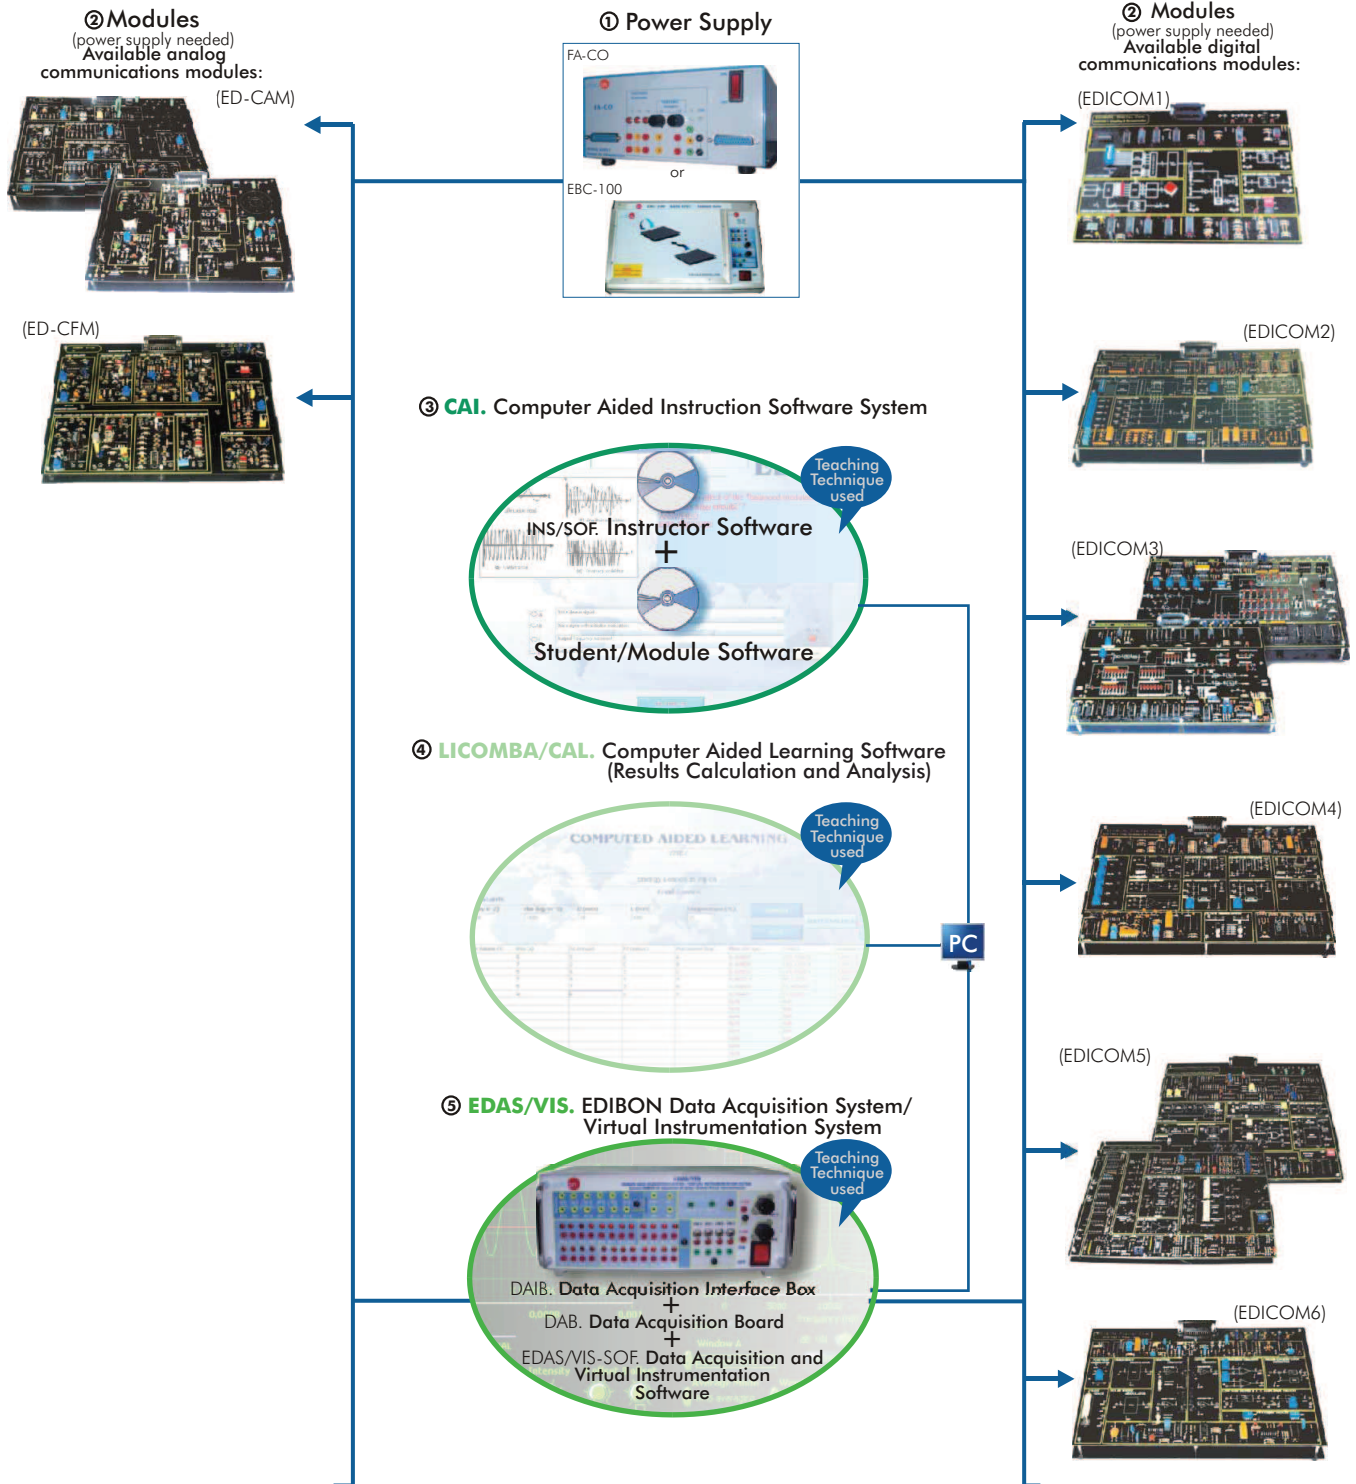 ② Modules
(power supply needed)
Available analog
communications modules:
(ED-CAM)
(ED-CFM)
① Power Supply
FA-CO
FA-CO
or
EBC-100
② Modules
(power supply needed)
Available digital
communications modules:
(EDICOM1)
(EDICOM2)
(EDICOM3)
(EDICOM4)
(EDICOM5)
(EDICOM6)
③ CAI. Computer Aided Instruction Software System
Teaching
Technique
used
INS/SOF. Instructor Software
+
Student/Module Software
④ LICOMBA/CAL. Computer Aided Learning Software
(Results Calculation and Analysis)
Teaching
Technique
used
COMPUTED AIDED LEARNING
PC
⑤ EDAS/VIS. EDIBON Data Acquisition System/
Virtual Instrumentation System
Teaching
Technique
used
DAIB. Data Acquisition Interface Box
+
DAB. Data Acquisition Board
+
EDAS/VIS-SOF. Data Acquisition and
Virtual Instrumentation
Software